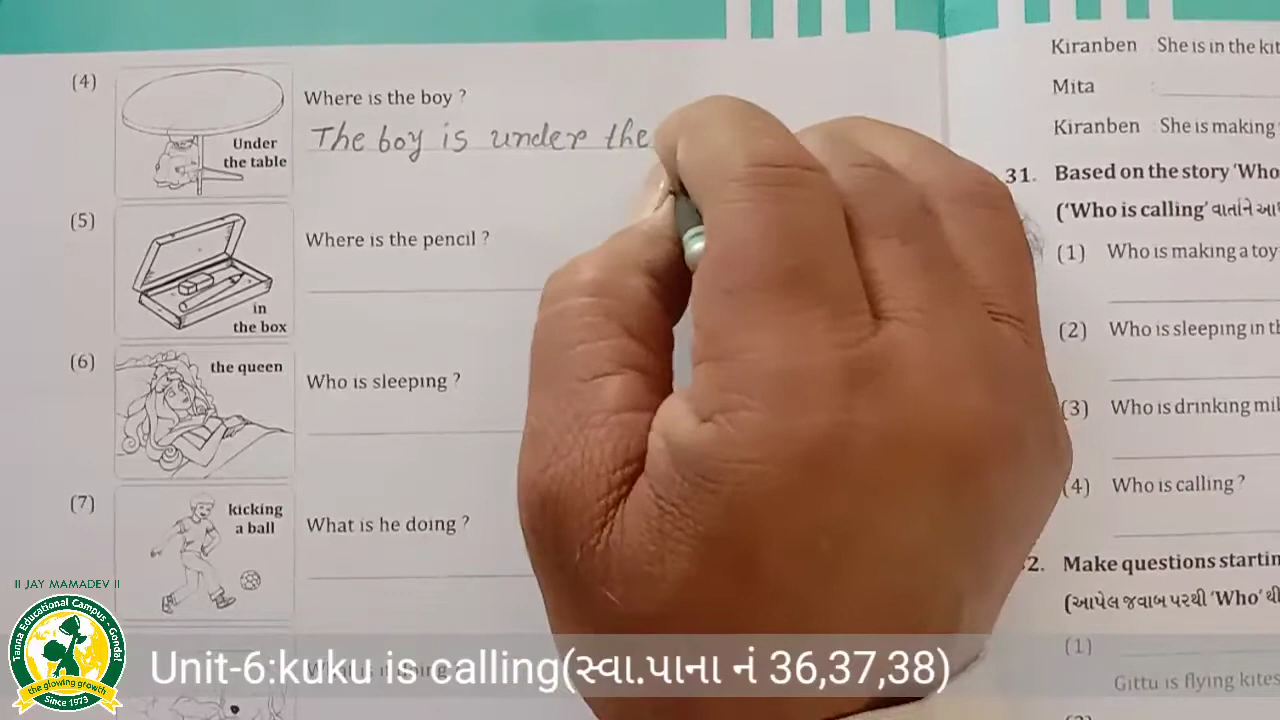 (4)
Where is the boy ?
The boy is under the
Under
the table
(5)
Where is the pencil ?
in
the box
(6)
the queen
Who is sleeping ?
(7)
kicking
a ball
What is he doing ?
Kiranben : She is in the
Mita :
Kiranben : She is making
31. Based on the story 'Who
('Who is calling' વાર્તાને
(1) Who is making a toy
(2) Who is sleeping in
(3) Who is drinking
(4) Who is calling ?
2. Make questions
(આપેલ જવાબ પરથી 'Who' થી
(1)
Gittu is flying kites
II JAY MAMADEV II
Tanna Educational Campus - Gondal
the glowing growth
Since 1973
Unit-6:kuku is calling(સ્વા.પાના નં 36,37,38)